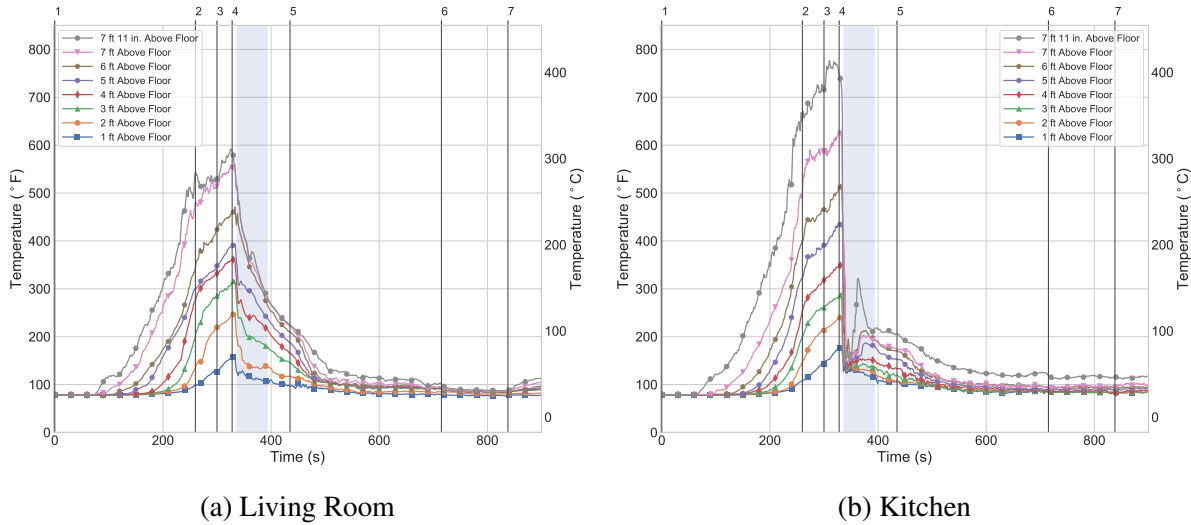 1 2 3 4 5 6 7
7 ft 11 in. Above Floor
7 ft Above Floor
6 ft Above Floor
5 ft Above Floor
4 ft Above Floor
3 ft Above Floor
2 ft Above Floor
1 ft Above Floor
800
700
600
500
400
300
200
100
0
Temperature (°F)
400
300
200
100
0
Temperature (°C)
0 200 400 600 800
Time (s)
(a) Living Room
1 2 3 4 5 6 7
7 ft 11 in. Above Floor
7 ft Above Floor
6 ft Above Floor
5 ft Above Floor
4 ft Above Floor
3 ft Above Floor
2 ft Above Floor
1 ft Above Floor
800
700
600
500
400
300
200
100
0
Temperature (°F)
400
300
200
100
0
Temperature (°C)
0 200 400 600 800
Time (s)
(b) Kitchen